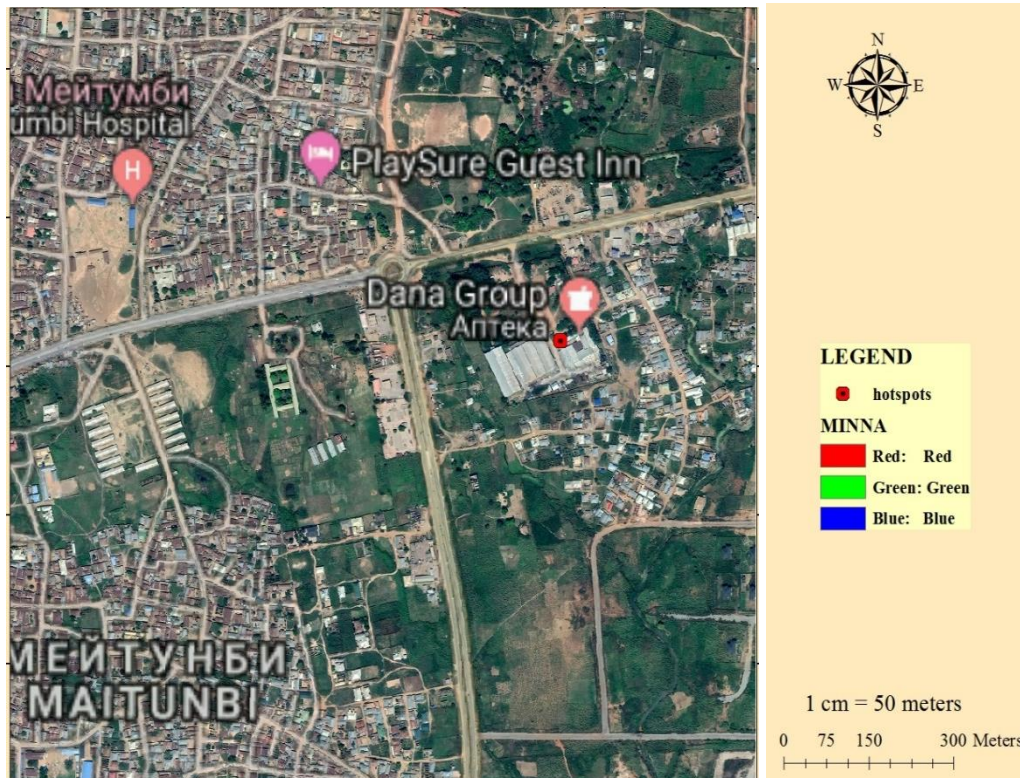 Мейтумби
umbi Hospital
H
PlaySure Guest Inn
Dana Group
Аптека
МЕЙТУНБИ
MAITUNBI
N
W E
S
LEGEND
hotspots
MINNA
Red: Red
Green: Green
Blue: Blue
1 cm = 50 meters
0 75 150 300 Meters